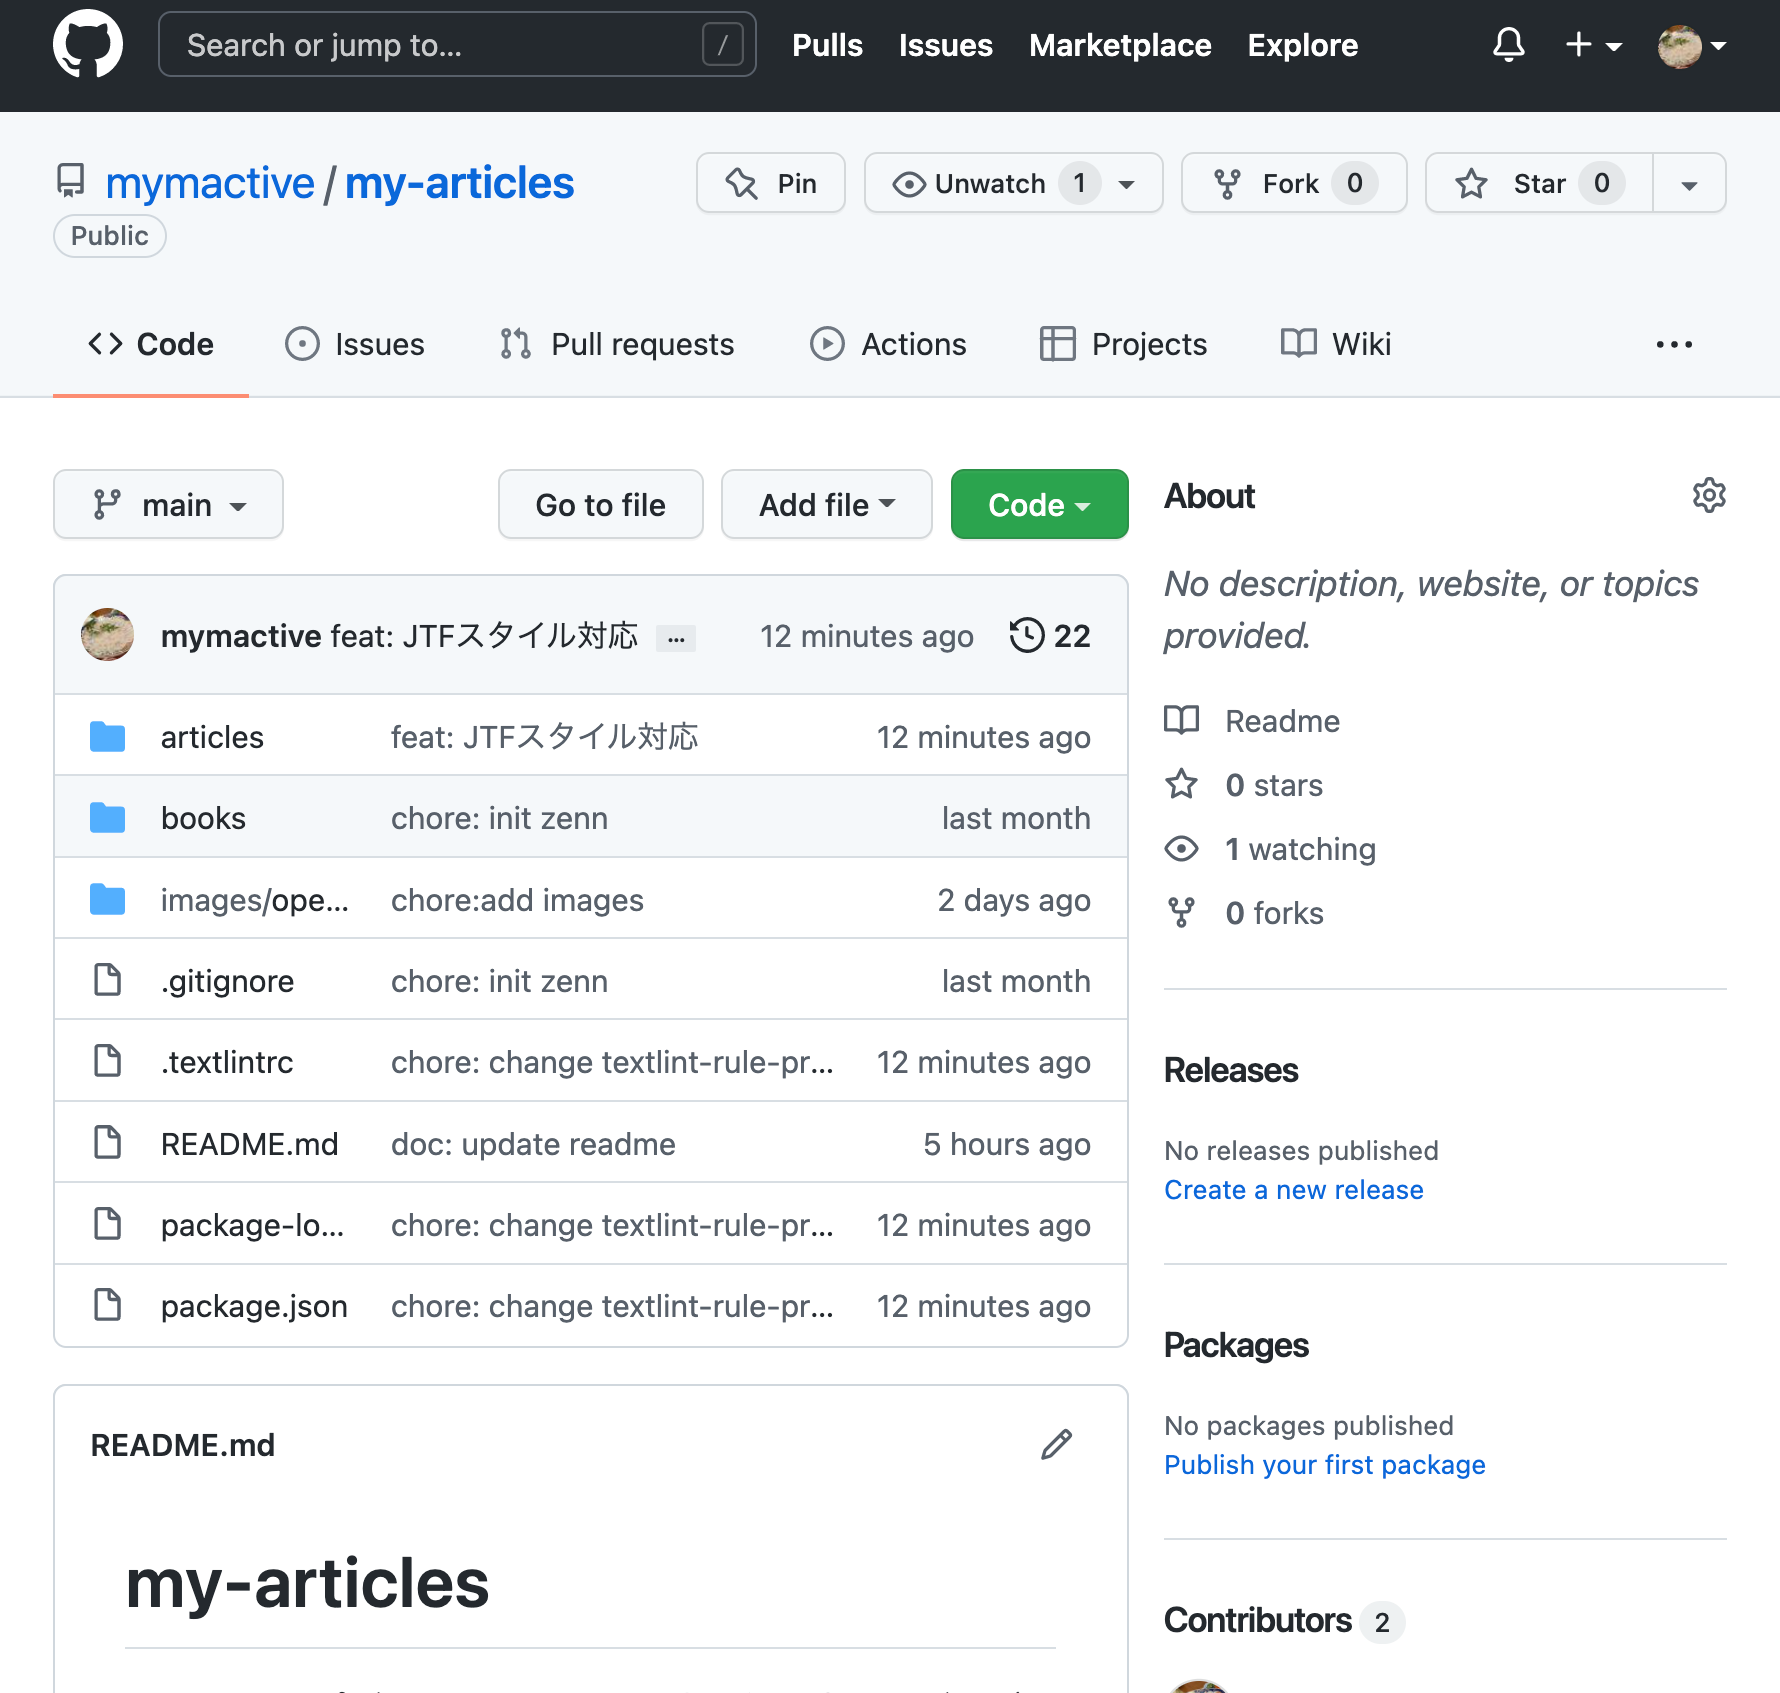 Search or jump to... /
Pulls Issues Marketplace Explore
mymactive / my-articles
Public
Pin
Unwatch 1
Fork 0
Star 0
Code Issues Pull requests Actions Projects Wiki
main
Go to file
Add file
Code
mymactive feat: JTFスタイル対応 ... 12 minutes ago 22
articles feat: JTFスタイル対応 12 minutes ago
books chore: init zenn last month
images/ope... chore:add images 2 days ago
.gitignore chore: init zenn last month
.textlintrc chore: change textlint-rule-pr... 12 minutes ago
README.md doc: update readme 5 hours ago
package-lo... chore: change textlint-rule-pr... 12 minutes ago
package.json chore: change textlint-rule-pr... 12 minutes ago
README.md
my-articles
About
No description, website, or topics
provided.
Readme
0 stars
1 watching
0 forks
Releases
No releases published
Create a new release
Packages
No packages published
Publish your first package
Contributors 2